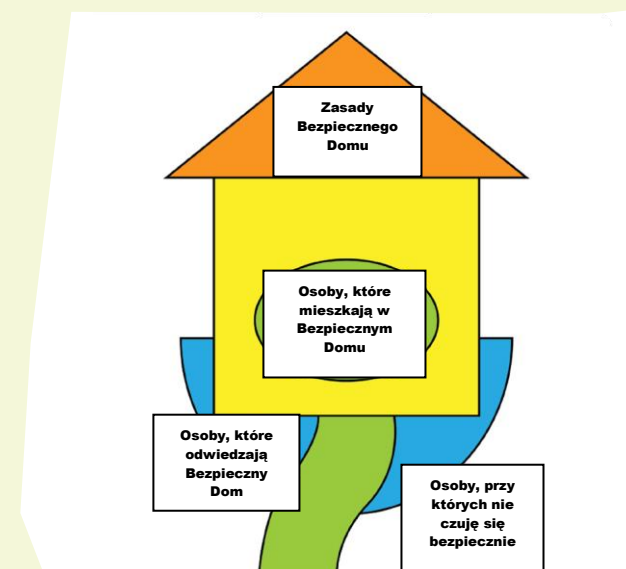 Zasady
Bezpiecznego
Domu
Osoby, które
mieszkają w
Bezpiecznym
Domu
Osoby, które
odwiedzają
Bezpieczny
Dom
Osoby, przy
których nie
czuję się
bezpiecznie